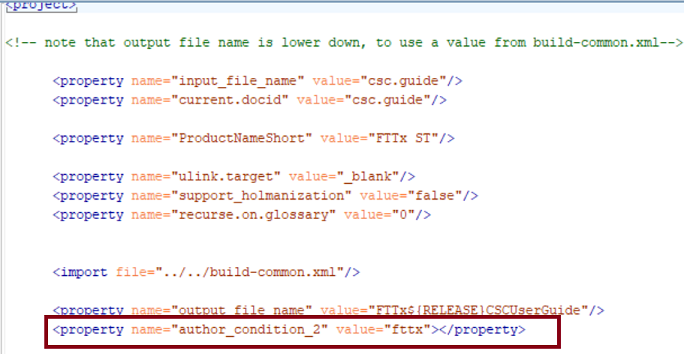 <project>
<!-- note that output file name is lower down, to use a value from build-common.xml-->
<property name="input_file_name" value="csc.guide"/>
<property name="current.docid" value="csc.guide"/>
<property name="ProductNameShort" value="FTTx ST"/>
<property name="ulink.target" value="_blank"/>
<property name="support_holmanization" value="false"/>
<property name="recurse.on.glossary" value="0"/>
<import file="../../build-common.xml"/>
<property name="output_file_name" value="FTTx${RELEASE}CSCUserGuide"/>
<property name="author_condition_2" value="fttx"></property>